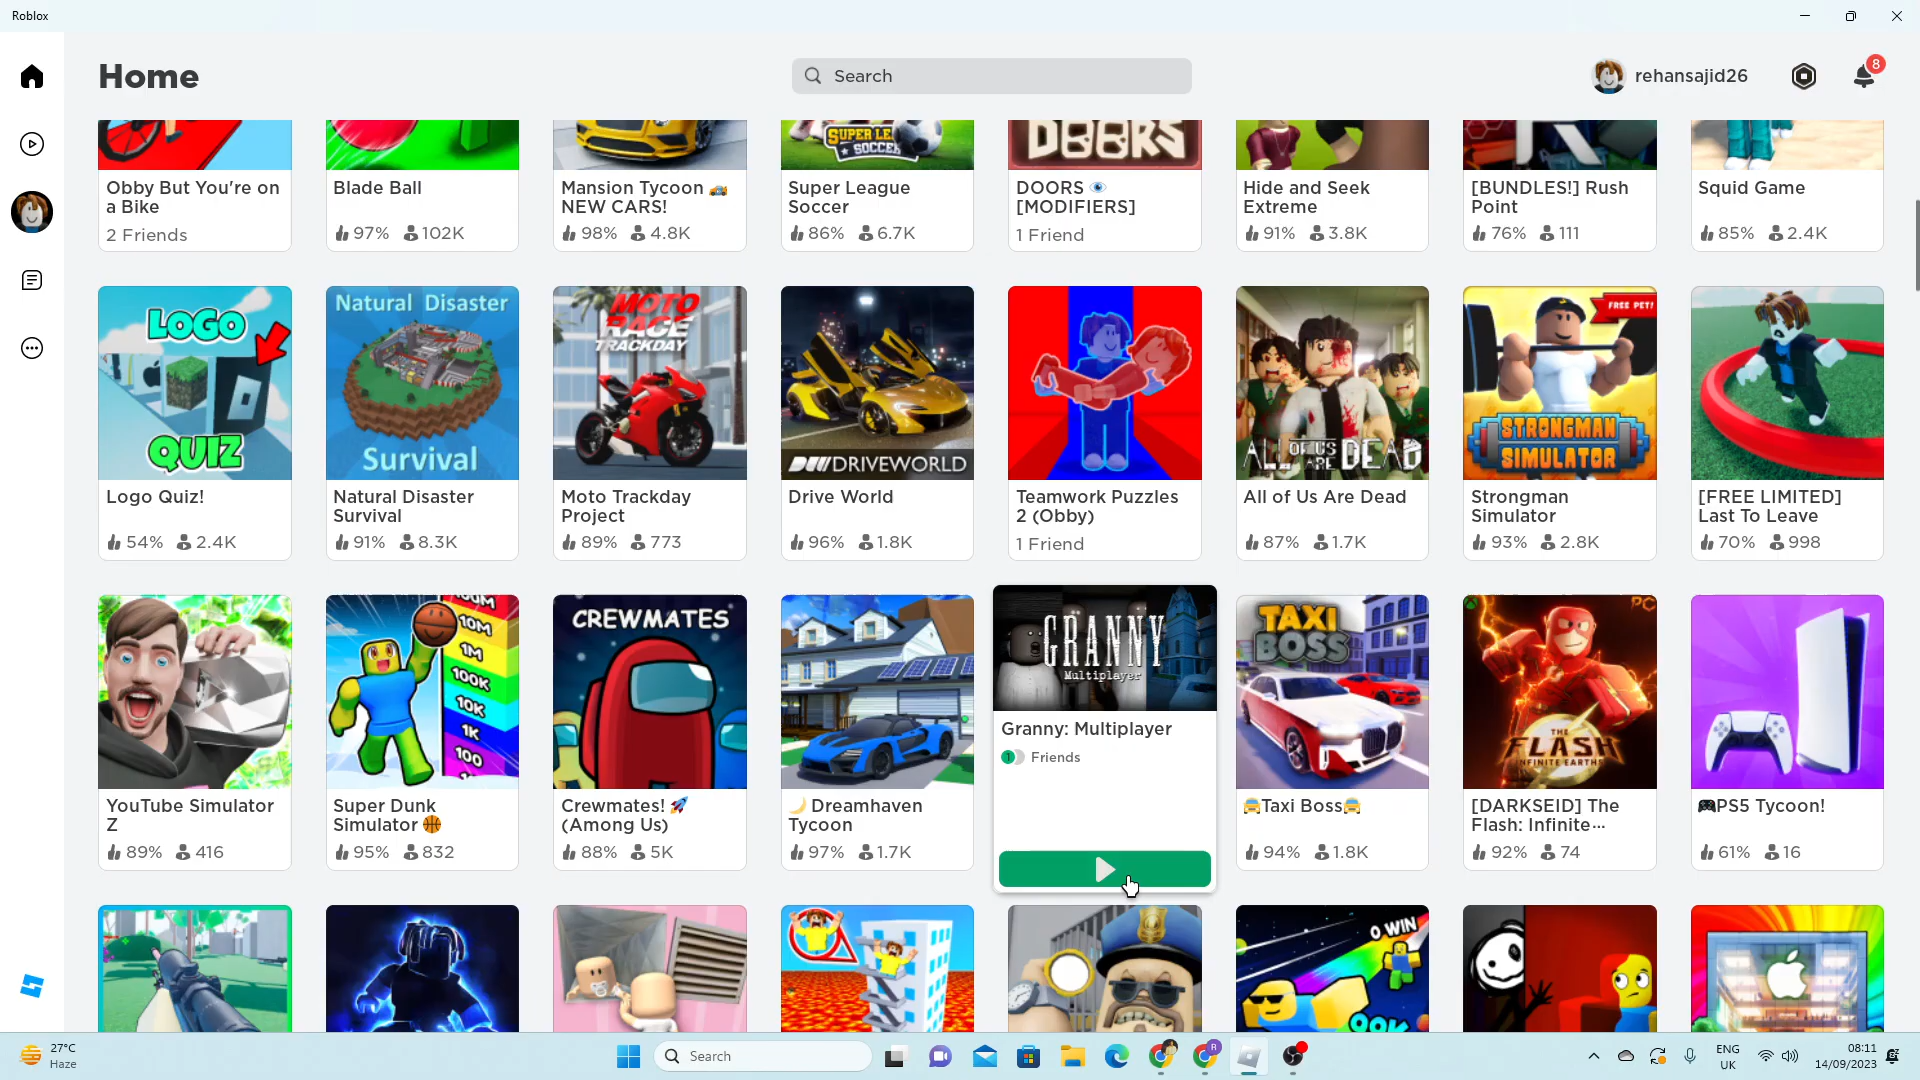 Roblox
Home
Search
rehansajid26
8
SUPER LE
SOCCER
DOORS
Obby But You're on
a Bike
2 Friends
Blade Ball
97% 102K
Mansion Tycoon 🚓
NEW CARS!
98% 4.8K
Super League
Soccer
86% 6.7K
DOORS 👁️
[MODIFIERS]
1 Friend
Hide and Seek
Extreme
91% 3.8K
[BUNDLES!] Rush
Point
76% 111
Squid Game
85% 2.4K
LOGO
QUIZ
Logo Quiz!
54% 2.4K
Natural Disaster
Survival
Natural Disaster
Survival
91% 8.3K
MOTO
RACE
TRACKDAY
Moto Trackday
Project
89% 773
DRIVEWORLD
Drive World
96% 1.8K
Teamwork Puzzles
2 (Obby)
1 Friend
ALL OF US ARE DEAD
All of Us Are Dead
87% 1.7K
FREE PET!
STRONGMAN
SIMULATOR
Strongman
Simulator
93% 2.8K
[FREE LIMITED]
Last To Leave
70% 998
YouTube Simulator
Z
89% 416
10M
1M
100K
10K
1K
100
Super Dunk
Simulator 🏀
95% 832
CREWMATES
Crewmates! 🚀
(Among Us)
88% 5K
🌙 Dreamhaven
Tycoon
97% 1.7K
GRANNY
Multiplayer
Granny: Multiplayer
1 Friends
TAXI
BOSS
🚖Taxi Boss🚖
94% 1.8K
PC
THE
FLASH
INFINITE EARTHS
[DARKSEID] The
Flash: Infinite...
92% 74
🎮PS5 Tycoon!
61% 16
0 WIN
27°C
Haze
Search
ENG
UK
08:11
14/09/2023